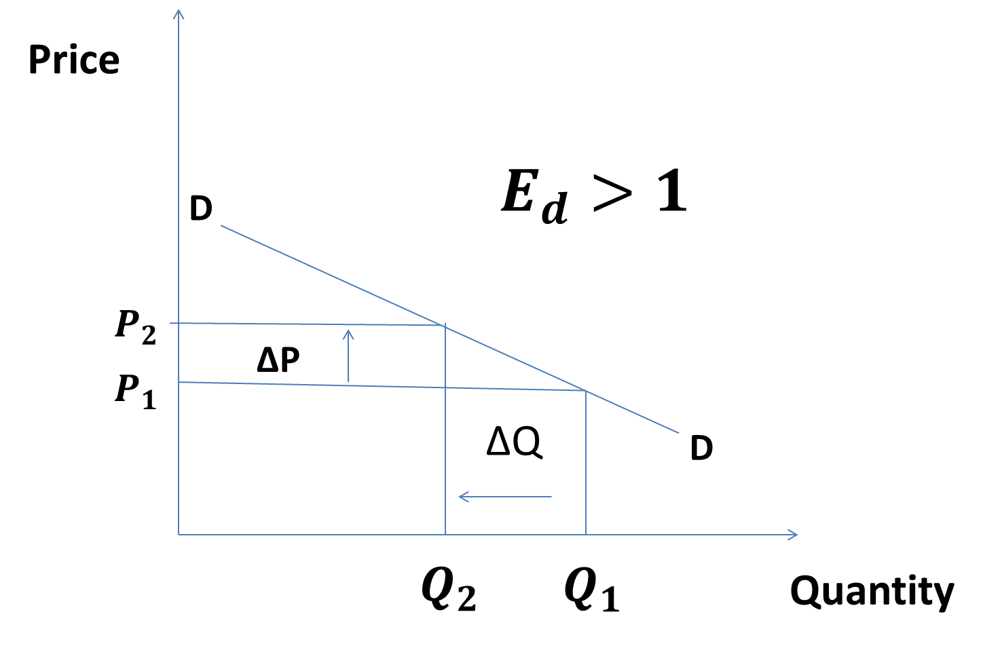 Price
E_d > 1
D
P_2
ΔP
P_1
ΔQ
D
Q_2 Q_1
Quantity